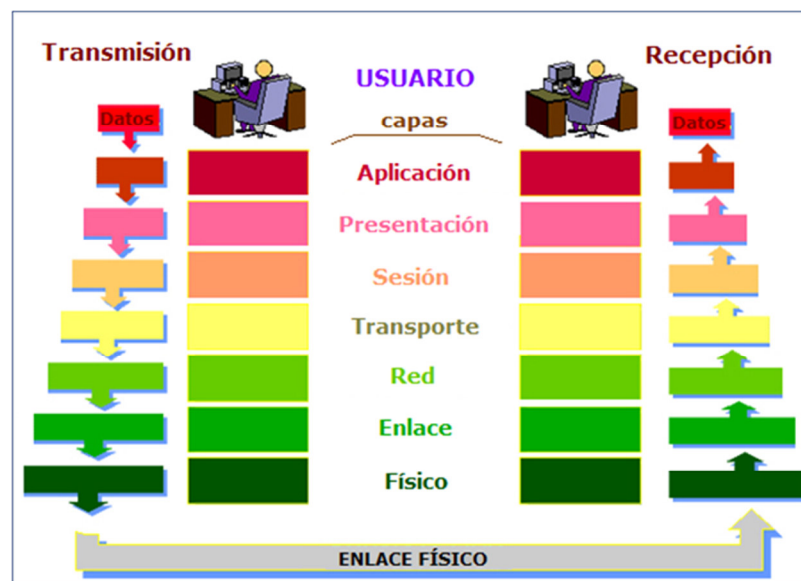 Transmisión
Recepción
USUARIO
Datos
capas
Datos
Aplicación
Presentación
Sesión
Transporte
Red
Enlace
Físico
ENLACE FÍSICO